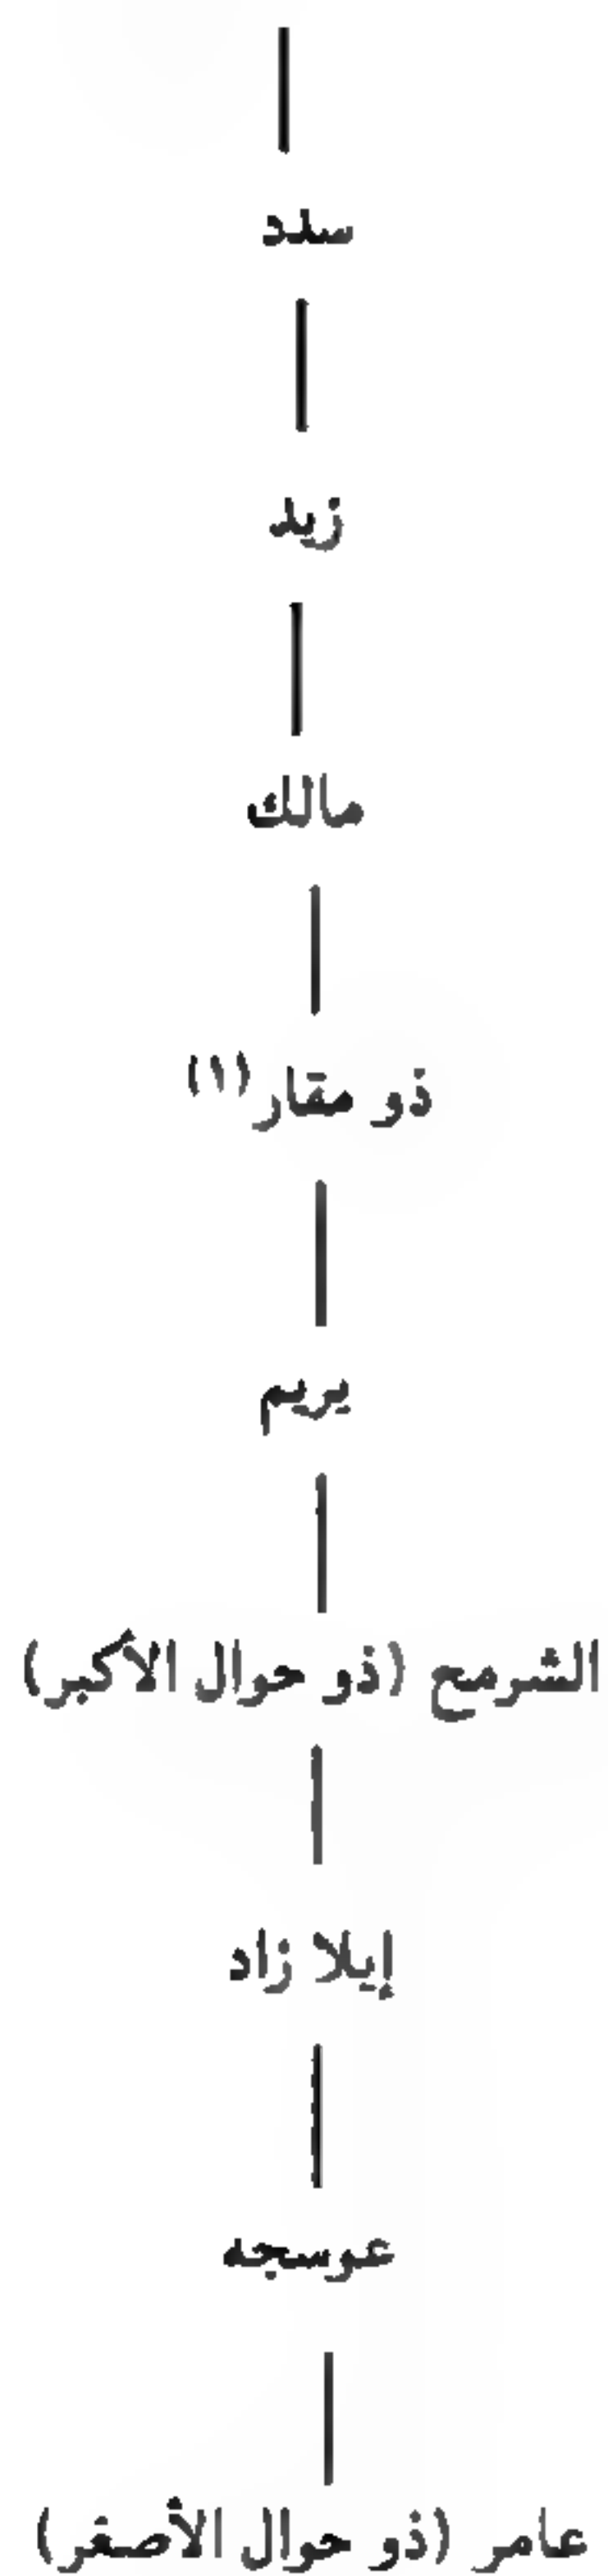 سدد
زيد
مالك
ذو مقار (١)
يريم
الشرمح (ذو حوال الأكبر)
إيلا زاد
عوسجه
عامر (ذو حوال الأصغر)